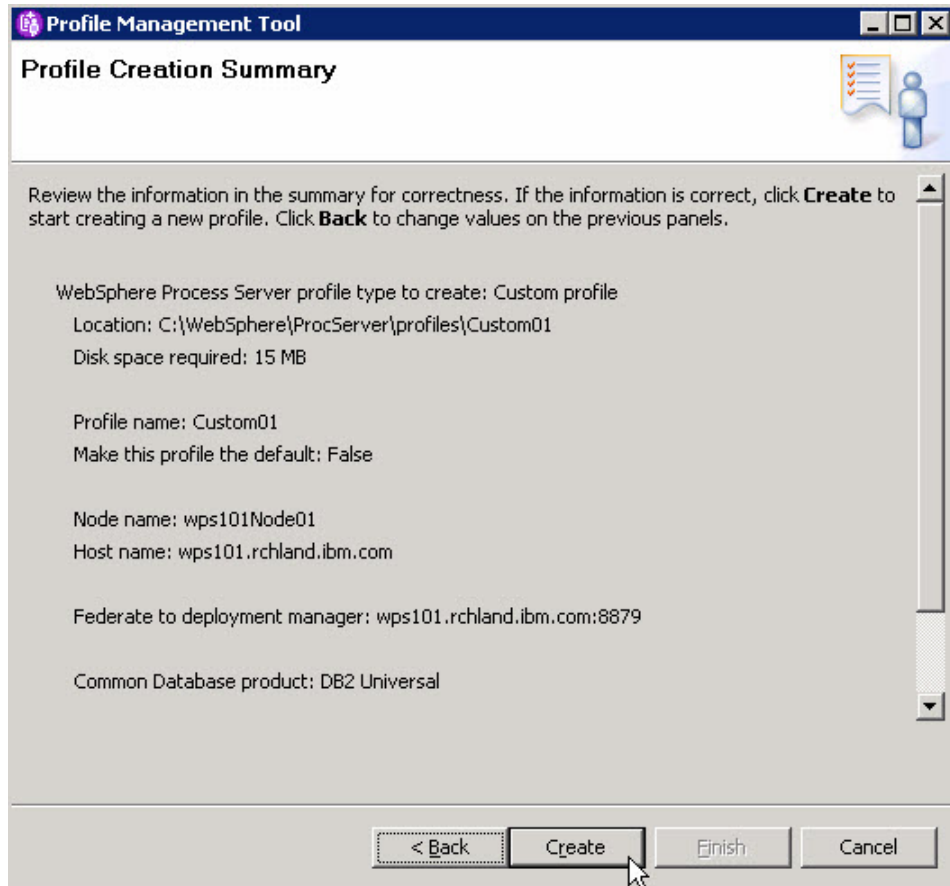 Profile Management Tool
Profile Creation Summary
Review the information in the summary for correctness. If the information is correct, click Create to
start creating a new profile. Click Back to change values on the previous panels.
WebSphere Process Server profile type to create: Custom profile
Location: C:\WebSphere\ProcServer\profiles\Custom01
Disk space required: 15 MB
Profile name: Custom01
Make this profile the default: False
Node name: wps101Node01
Host name: wps101.rchland.ibm.com
Federate to deployment manager: wps101.rchland.ibm.com:8879
Common Database product: DB2 Universal
< Back Create Finish Cancel